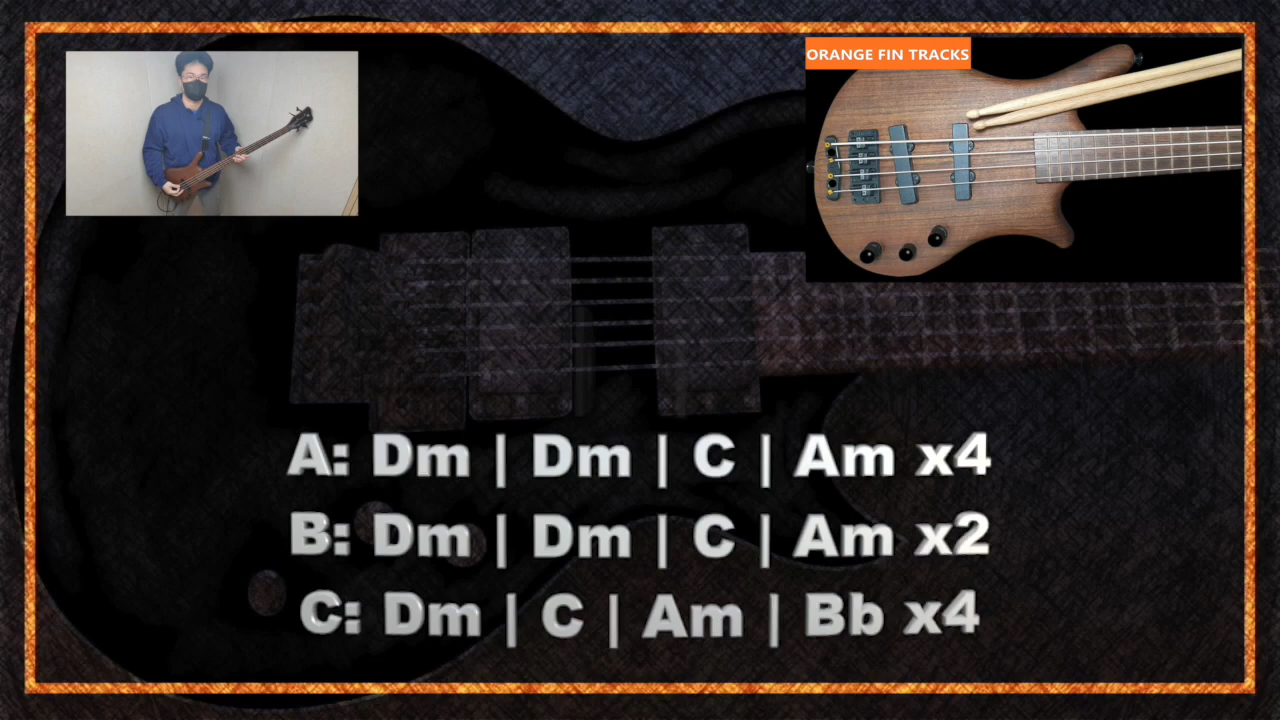 ORANGE FIN TRACKS
A: Dm | Dm | C | Am x4
B: Dm | Dm | C | Am x2
C: Dm | C | Am | Bb x4